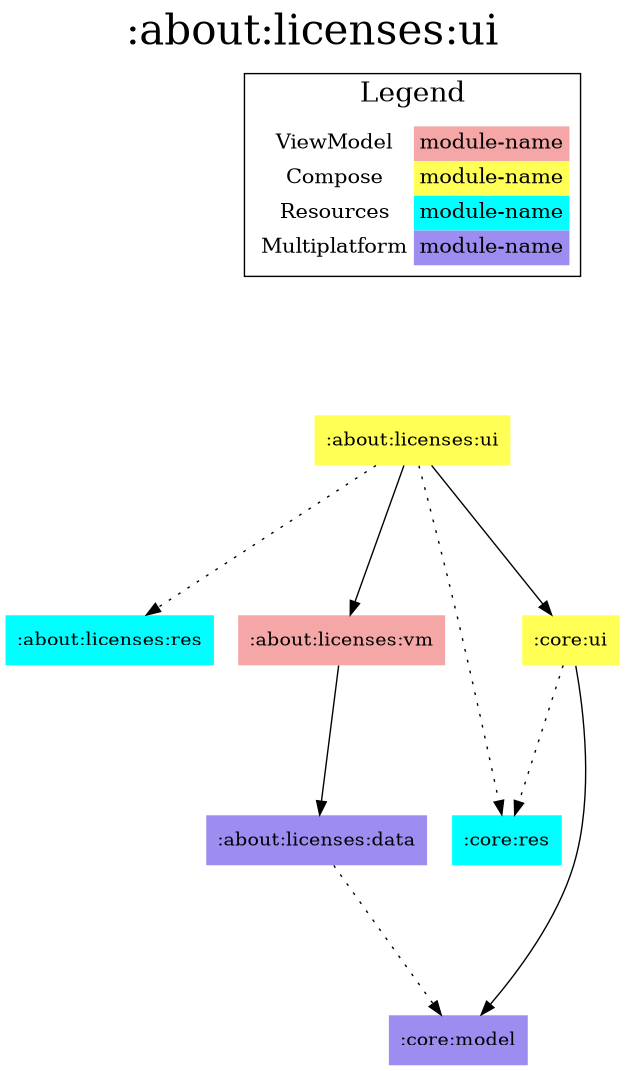 :about:licenses:ui
Legend
ViewModel module-name
Compose module-name
Resources module-name
Multiplatform module-name
:about:licenses:ui
:about:licenses:res
:about:licenses:vm
:core:ui
:about:licenses:data
:core:res
:core:model